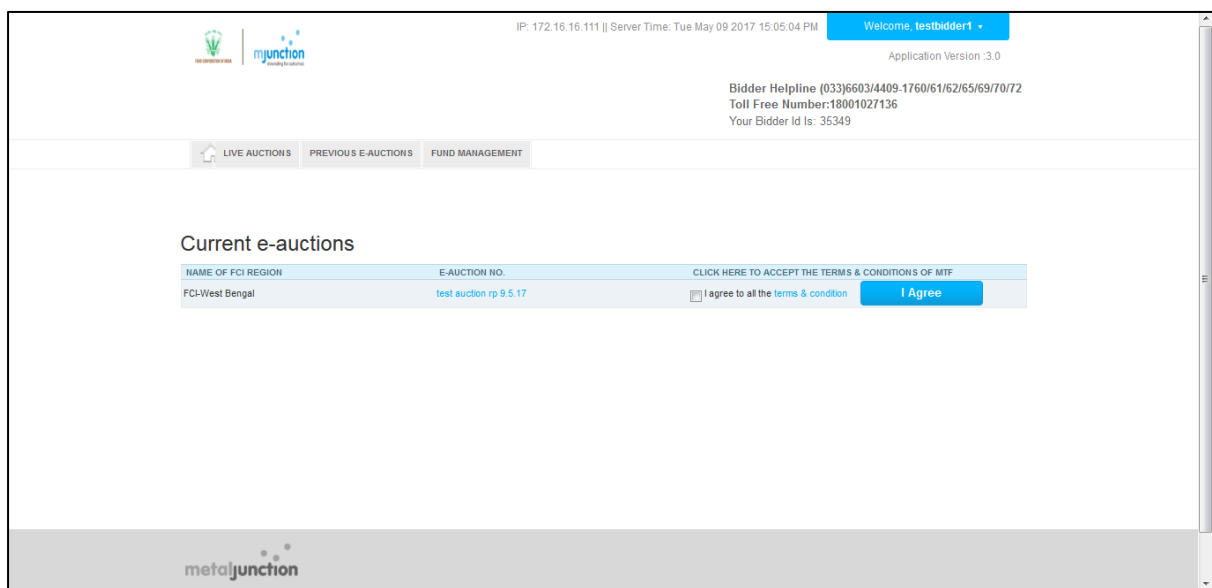 IP: 172.16.16.111 || Server Time: Tue May 09 2017 15:05:04 PM
Welcome, testbidder1
mjunction
Application Version :3.0
Bidder Helpline (033)6603/4409-1760/61/62/65/69/70/72
Toll Free Number:18001027136
Your Bidder Id Is: 35349
LIVE AUCTIONS PREVIOUS E-AUCTIONS FUND MANAGEMENT
Current e-auctions
NAME OF FCI REGION E-AUCTION NO. CLICK HERE TO ACCEPT THE TERMS & CONDITIONS OF MTF
FCI-West Bengal test auction rp 9.5.17 I agree to all the terms & condition I Agree
metaljunction